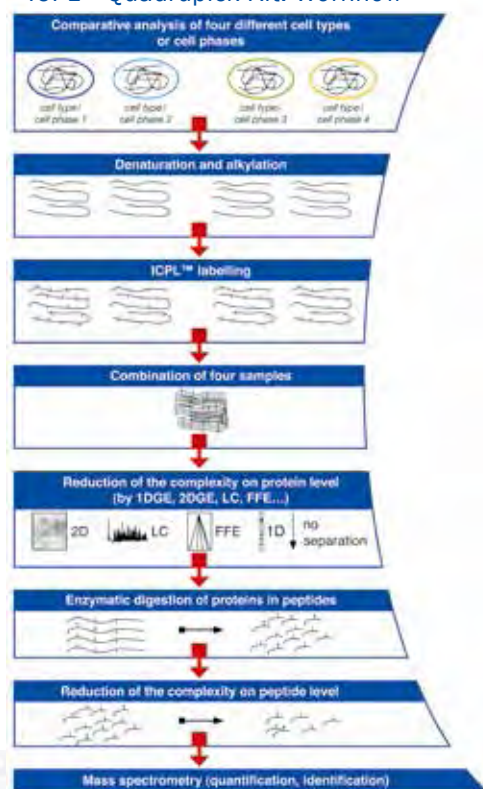 Quadruplex Kit: Workflow
Comparative analysis of four different cell types
or cell phases
cell type/
cell phase 1
cell type/
cell phase 2
cell type/
cell phase 3
cell type/
cell phase 4
Denaturation and alkylation
ICPL™ labelling
Combination of four samples
Reduction of the complexity on protein level
(by 1DGE, 2DGE, LC, FFE...)
2D
LC
FFE
1D
no
separation
Enzymatic digestion of proteins in peptides
Reduction of the complexity on peptide level
Mass spectrometry (quantification, identification)